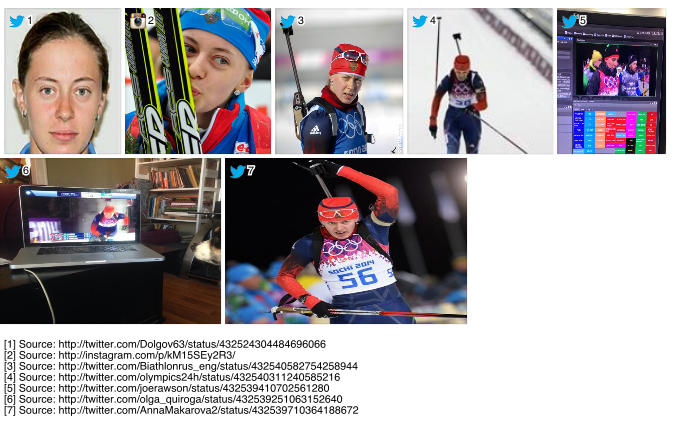 1
2
3
4
5
6
7
SOCHI 2014
56
[1] Source: http://twitter.com/Dolgov63/status/432524304484696066
[2] Source: http://instagram.com/p/kM15SEy2R3/
[3] Source: http://twitter.com/Biathlonrus_eng/status/432540582754258944
[4] Source: http://twitter.com/olympics24h/status/432540311240585216
[5] Source: http://twitter.com/joerawson/status/432539410702561280
[6] Source: http://twitter.com/olga_quiroga/status/432539251063152640
[7] Source: http://twitter.com/AnnaMakarova2/status/432539710364188672